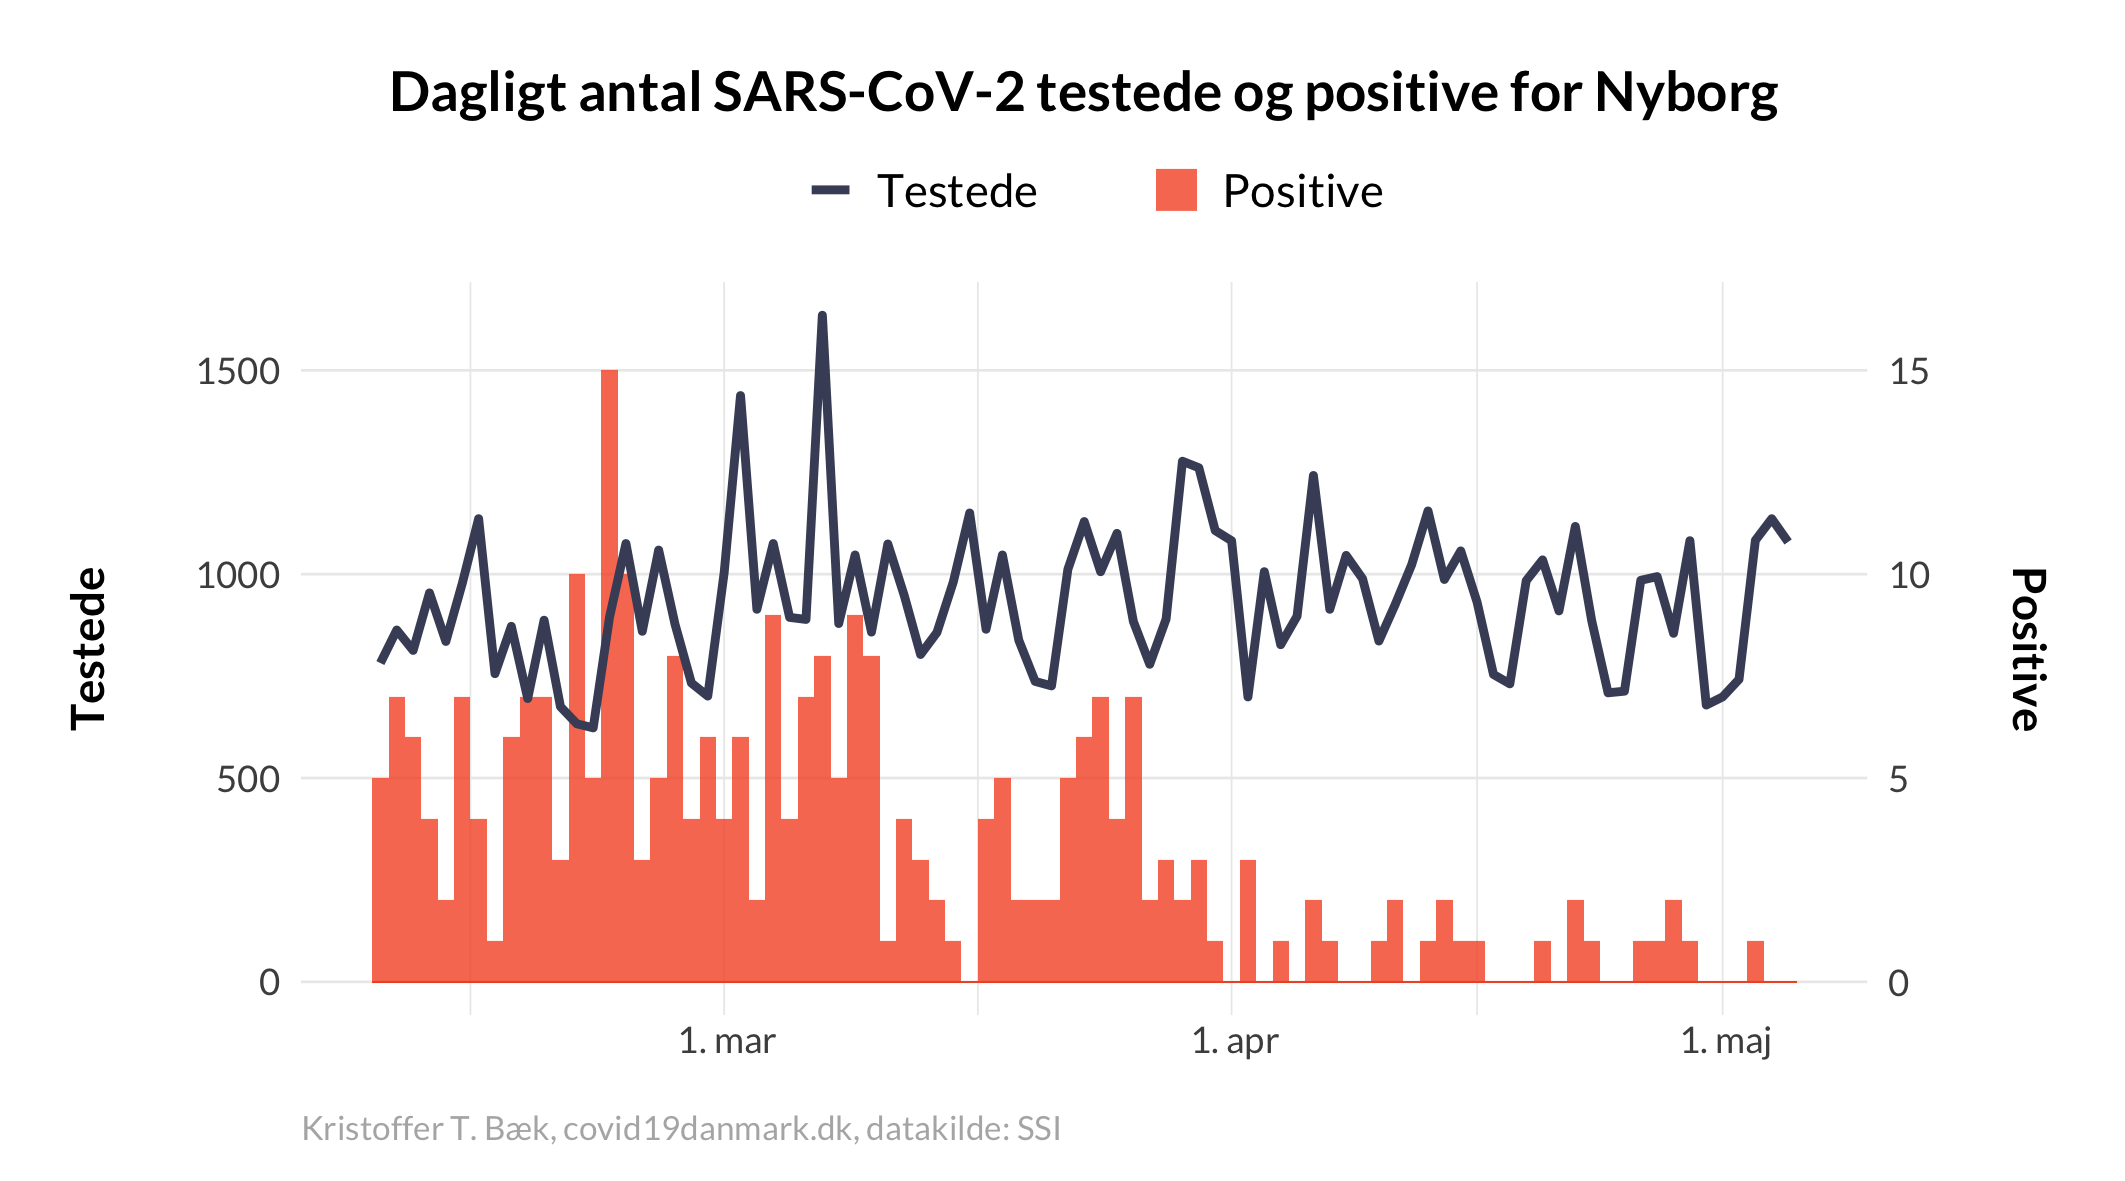 Dagligt antal SARS-CoV-2 testede og positive for Nyborg
Testede
Positive
1500
1000
500
0
15
10
5
0
Testede
Positive
1. mar
1. apr
1. maj
Kristoffer T. Bæk, covid19danmark.dk, datakilde: SSI